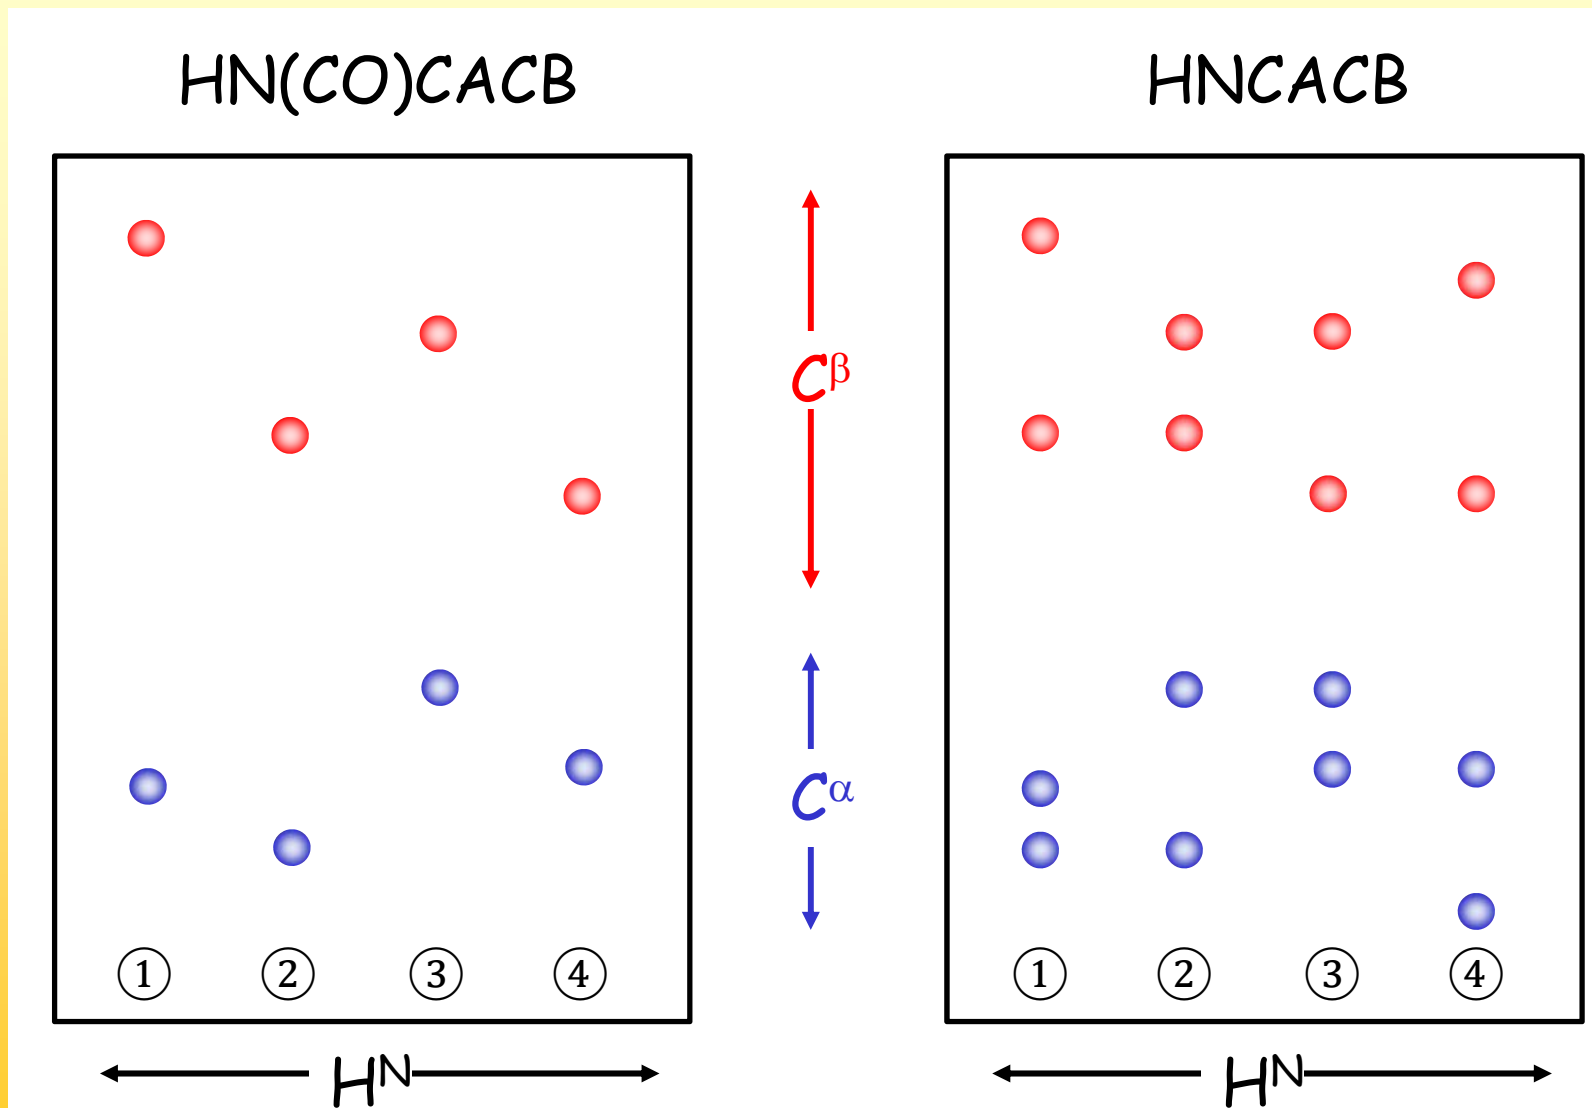 HN(CO)CACB
HNCACB
Cβ
Cα
① ② ③ ④
① ② ③ ④
HN
HN